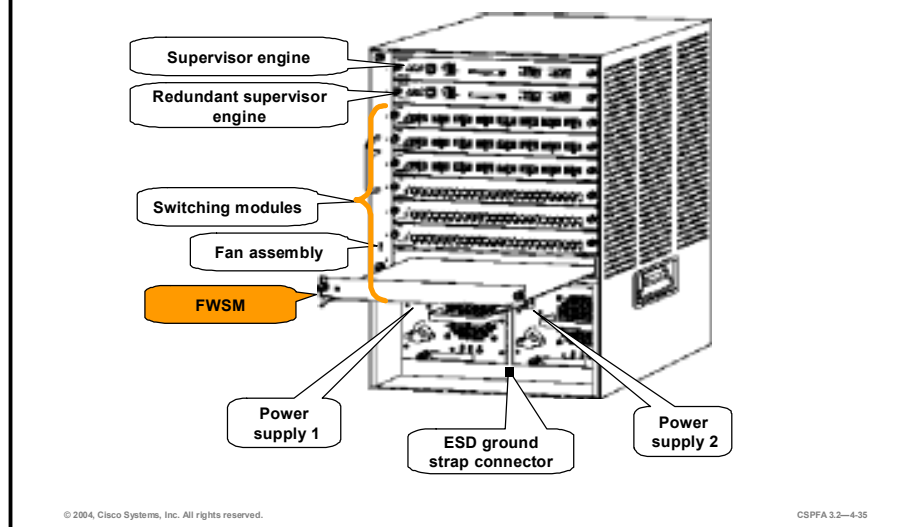 Supervisor engine
Redundant supervisor
engine
Switching modules
Fan assembly
FWSM
Power
supply 1
ESD ground
strap connector
Power
supply 2
© 2004, Cisco Systems, Inc. All rights reserved.
CSPFA 3.2—4-35